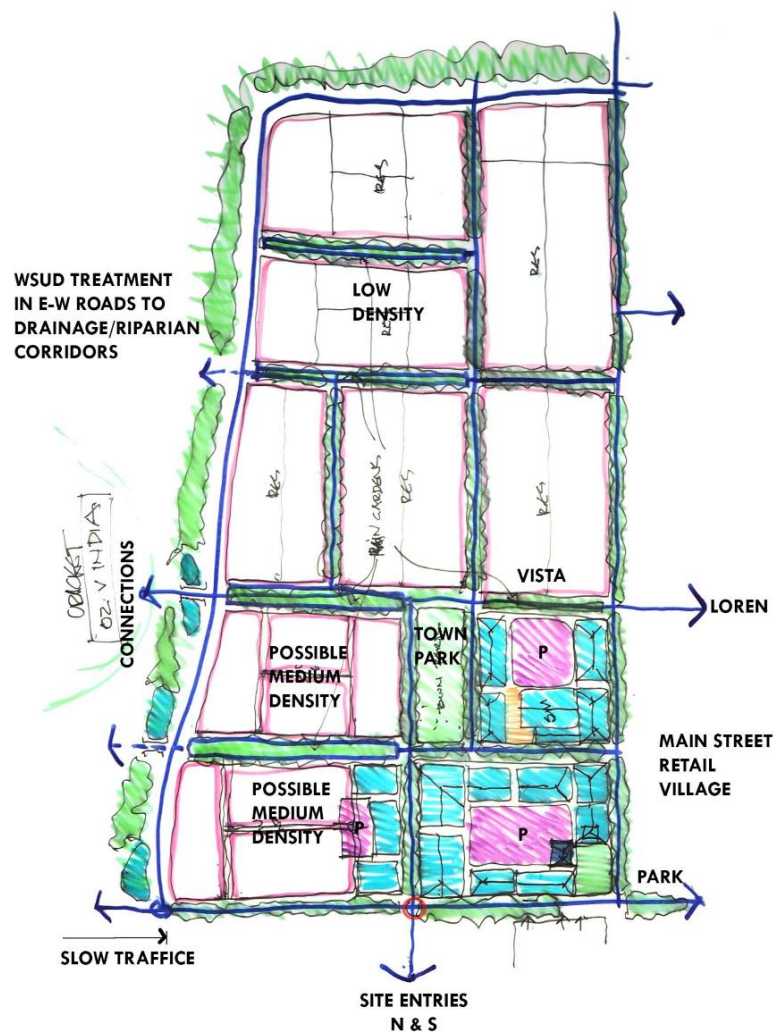 RES
RES
WSUD TREATMENT
IN E-W ROADS TO
DRAINAGE/RIPARIAN
CORRIDORS
LOW
DENSITY
RES
RES
RAIN GARDENS
RES
RES
OZ. V INDIA
CONNECTIONS
VISTA
LOREN
POSSIBLE
MEDIUM
DENSITY
TOWN
PARK
P
MAIN STREET
RETAIL
VILLAGE
POSSIBLE
MEDIUM
DENSITY
P
P
PARK
SLOW TRAFFICE
SITE ENTRIES
N & S